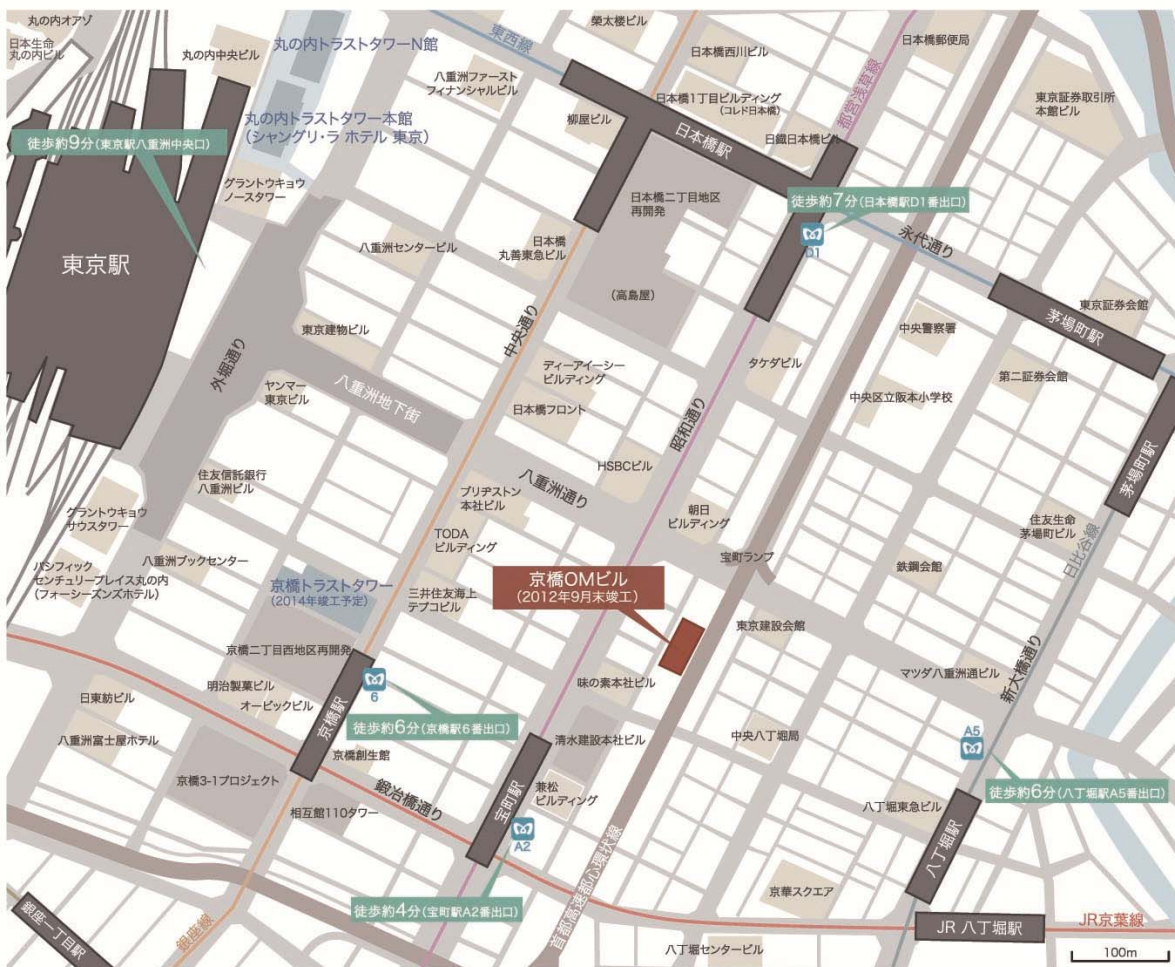 丸の内オアゾ
日本生命
丸の内ビル
丸の内中央ビル
丸の内トラストタワーN館
丸の内トラストタワー本館
(シャングリ・ラ ホテル 東京)
徒歩約9分(東京駅八重洲中央口)
東京駅
グラントウキョウ
ノースタワー
東西線
八重洲ファースト
フィナンシャルビル
柳屋ビル
榮太楼ビル
日本橋西川ビル
日本橋1丁目ビルディング
(コレド日本橋)
日本橋駅
日鐵日本橋ビル
都営浅草線
日本橋郵便局
東京証券取引所
本館ビル
徒歩約7分(日本橋駅D1番出口)
D1
永代通り
日本橋二丁目地区
再開発
(高島屋)
日本橋
丸善東急ビル
八重洲センタービル
東京建物ビル
外堀通り
中央通り
ヤンマー
東京ビル
八重洲地下街
ディーアイシー
ビルディング
日本橋フロント
タケダビル
昭和通り
中央警察署
中央区立阪本小学校
第二証券会館
東京証券会館
茅場町駅
茅場町駅
HSBCビル
八重洲通り
朝日
ビルディング
宝町ランプ
住友信託銀行
八重洲ビル
ブリヂストン
本社ビル
TODA
ビルディング
グラントウキョウ
サウスタワー
パシフィック
センチュリープレイス丸の内
(フォーシーズンズホテル)
八重洲ブックセンター
京橋トラストタワー
(2014年竣工予定)
三井住友海上
テプコビル
京橋OMビル
(2012年9月末竣工)
東京建設会館
鉄鋼会館
住友生命
茅場町ビル
日比谷線
マツダ八重洲通ビル
新大橋通り
京橋二丁目西地区再開発
明治製菓ビル
オービックビル
日東紡ビル
八重洲富士屋ホテル
京橋駅
6
徒歩約6分(京橋駅6番出口)
味の素本社ビル
清水建設本社ビル
中央八丁堀局
A5
徒歩約6分(八丁堀駅A5番出口)
京橋創生館
京橋3-1プロジェクト
相互館110タワー
鍛冶橋通り
宝町駅
兼松
ビルディング
A2
徒歩約4分(宝町駅A2番出口)
八丁堀東急ビル
八丁堀駅
京華スクエア
首都高速都心環状線
銀座一丁目駅
銀座線
八丁堀センタービル
JR 八丁堀駅
JR京葉線
100m